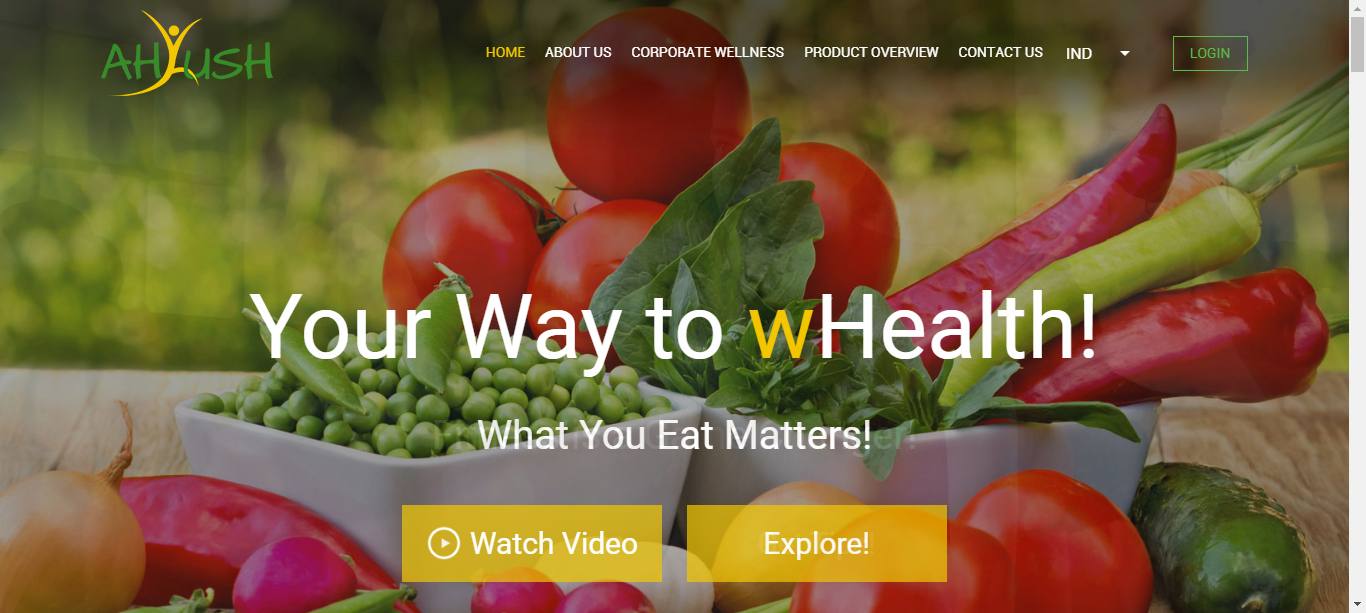 AHYUSH
HOME ABOUT US CORPORATE WELLNESS PRODUCT OVERVIEW CONTACT US IND LOGIN
Your Way to wHealth!
What You Eat Matters!
Watch Video Explore!